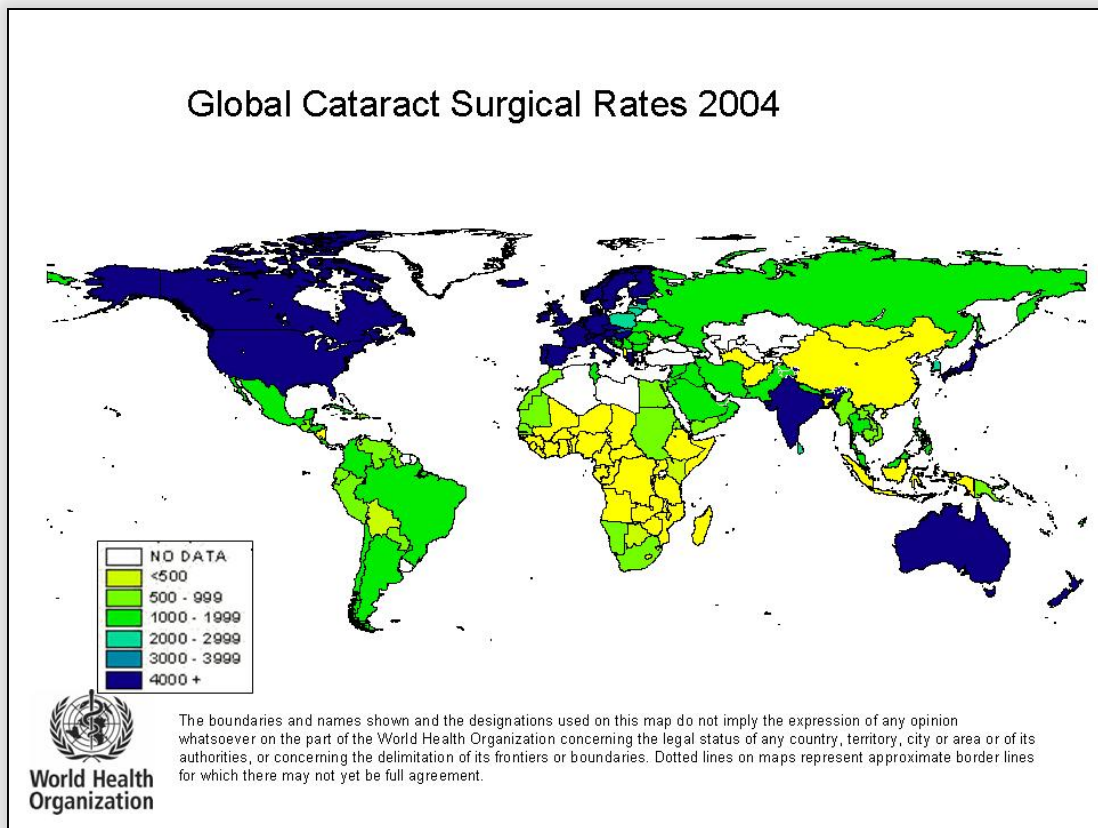 Global Cataract Surgical Rates 2004
NO DATA
<500
500 - 999
1000 - 1999
2000 - 2999
3000 - 3999
4000 +
The boundaries and names shown and the designations used on this map do not imply the expression of any opinion
whatsoever on the part of the World Health Organization concerning the legal status of any country, territory, city or area or of its
authorities, or concerning the delimitation of its frontiers or boundaries. Dotted lines on maps represent approximate border lines
for which there may not yet be full agreement.
World Health
Organization